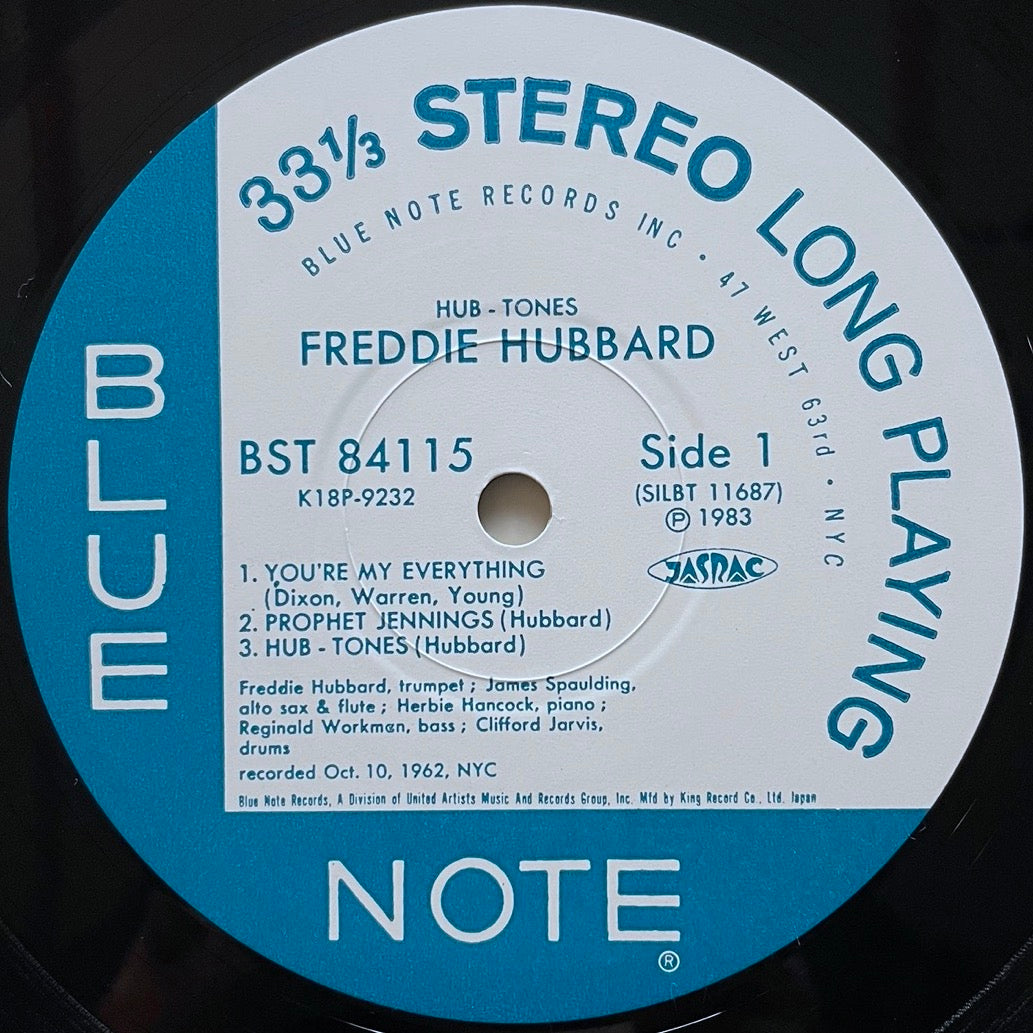 33⅓ STEREO LONG PLAYING
BLUE NOTE RECORDS INC • 47 WEST 63rd • NYC
HUB - TONES
FREDDIE HUBBARD
BST 84115
K18P-9232
Side 1
(SILBT 11687)
Ⓟ 1983
JASRAC
1. YOU'RE MY EVERYTHING
(Dixon, Warren, Young)
2. PROPHET JENNINGS (Hubbard)
3. HUB - TONES (Hubbard)
Freddie Hubbard, trumpet ; James Spaulding,
alto sax & flute ; Herbie Hancock, piano ;
Reginald Workman, bass ; Clifford Jarvis,
drums
recorded Oct. 10, 1962, NYC
Blue Note Records, A Division of United Artists Music And Records Group, Inc. Mfd by King Record Co., Ltd. Japan
BLUE
NOTE
®